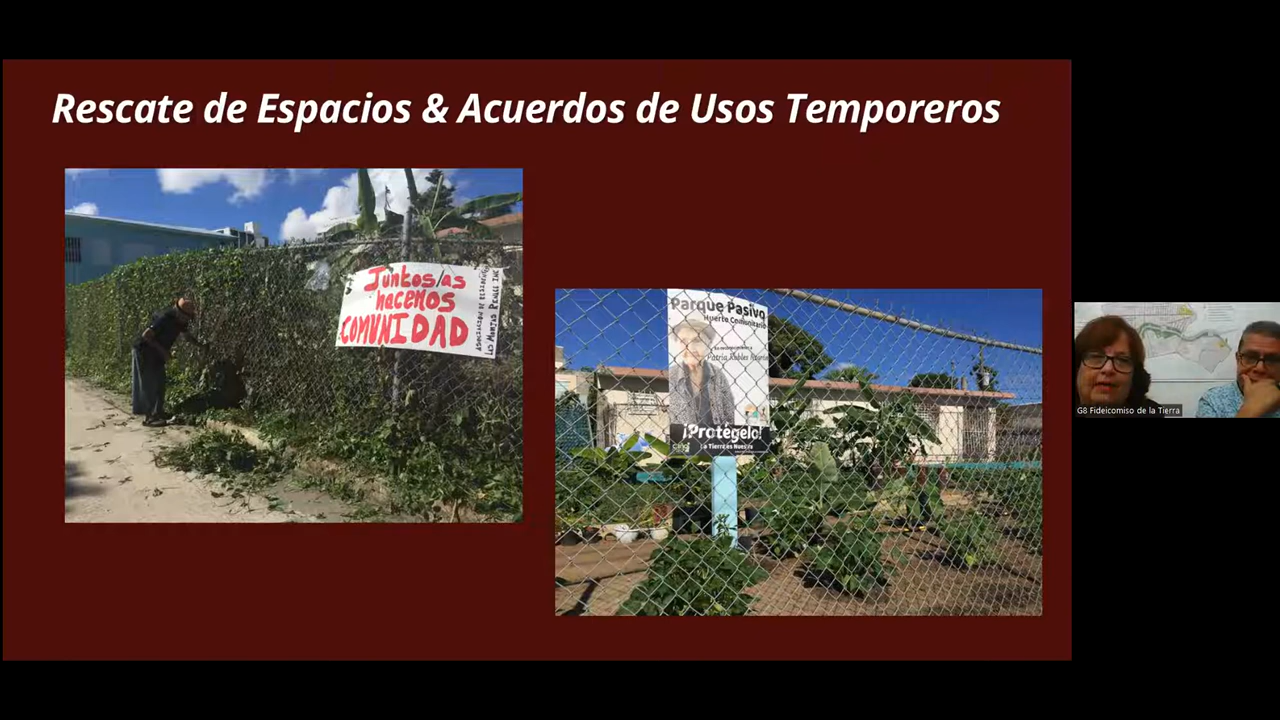 Rescate de Espacios & Acuerdos de Usos Temporeros
Juntos/as
hacemos
COMUNIDAD
Parque Pasivo
Huerto Comunitario
¡Protégelo!
La Tierra es Nuestra
G8 Fideicomiso de la Tierra